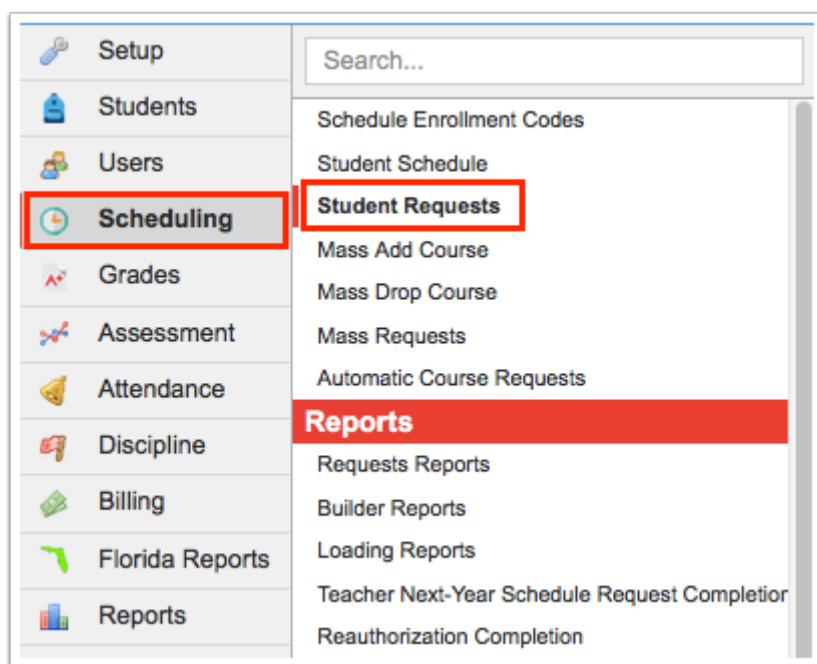 Setup
Students
Users
Scheduling
Grades
Assessment
Attendance
Discipline
Billing
Florida Reports
Reports
Search...
Schedule Enrollment Codes
Student Schedule
Student Requests
Mass Add Course
Mass Drop Course
Mass Requests
Automatic Course Requests
Reports
Requests Reports
Builder Reports
Loading Reports
Teacher Next-Year Schedule Request Completion
Reauthorization Completion